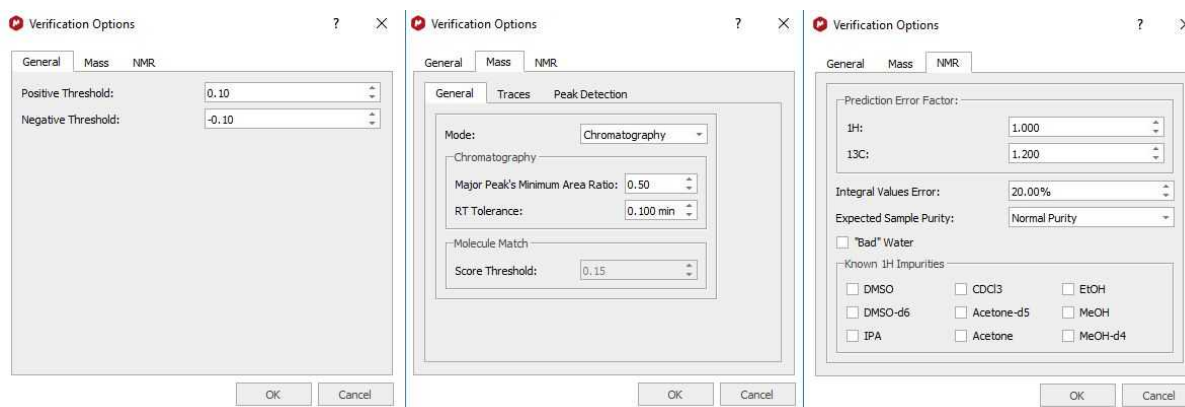 Verification Options
?
General
Mass
NMR
Positive Threshold:
0.10
Negative Threshold:
-0.10
OK
Cancel
Verification Options
?
General
Mass
NMR
General
Traces
Peak Detection
Mode:
Chromatography
Chromatography
Major Peak's Minimum Area Ratio:
0.50
RT Tolerance:
0.100 min
Molecule Match
Score Threshold:
0.15
OK
Cancel
Verification Options
?
General
Mass
NMR
Prediction Error Factor:
1H:
1.000
13C:
1.200
Integral Values Error:
20.00%
Expected Sample Purity:
Normal Purity
"Bad" Water
Known 1H Impurities
DMSO
CDCl3
EtOH
DMSO-d6
Acetone-d5
MeOH
IPA
Acetone
MeOH-d4
OK
Cancel